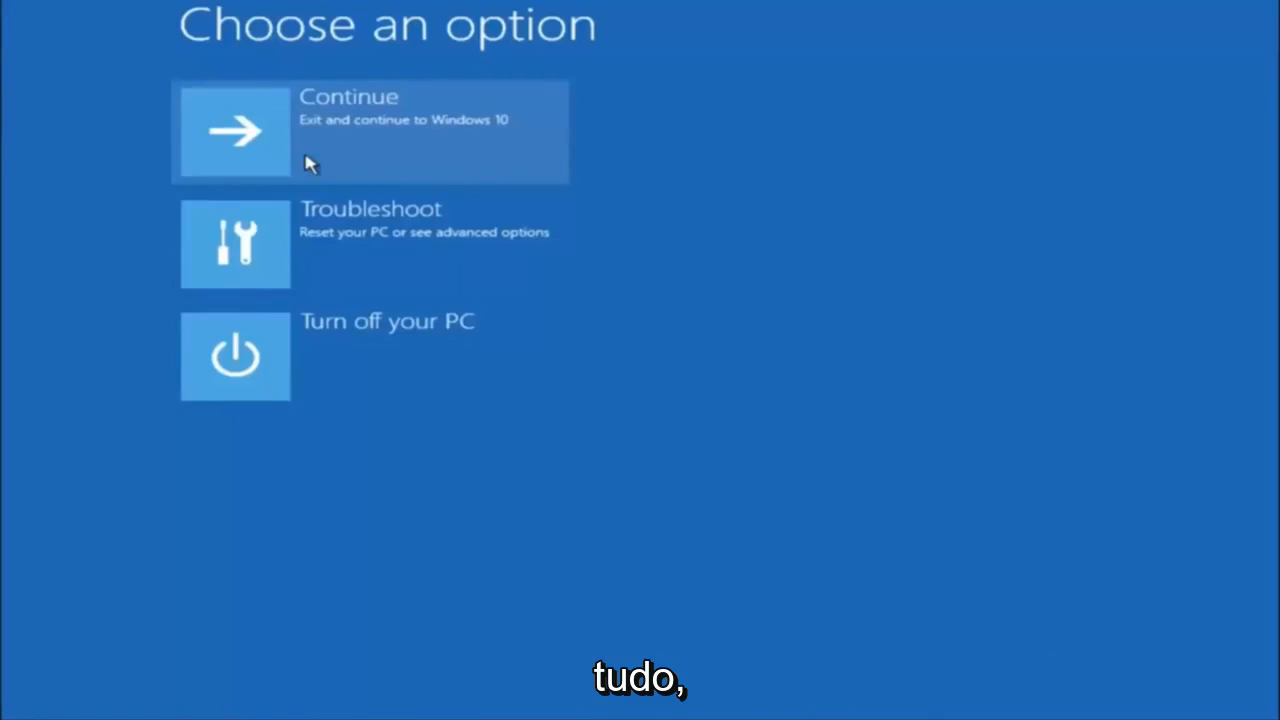 Choose an option
Continue
Exit and continue to Windows 10
Troubleshoot
Reset your PC or see advanced options
Turn off your PC
tudo,